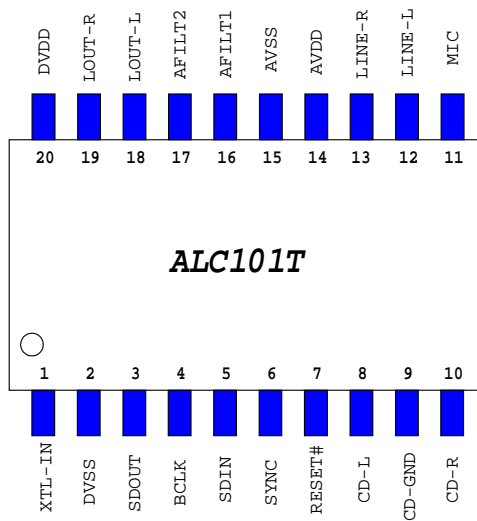 DVDD LOUT-R LOUT-L AFILT2 AFILT1 AVSS AVDD LINE-R LINE-L MIC
20 19 18 17 16 15 14 13 12 11
ALC101T
1 2 3 4 5 6 7 8 9 10
XTL-IN DVSS SDOUT BCLK SDIN SYNC RESET# CD-L CD-GND CD-R